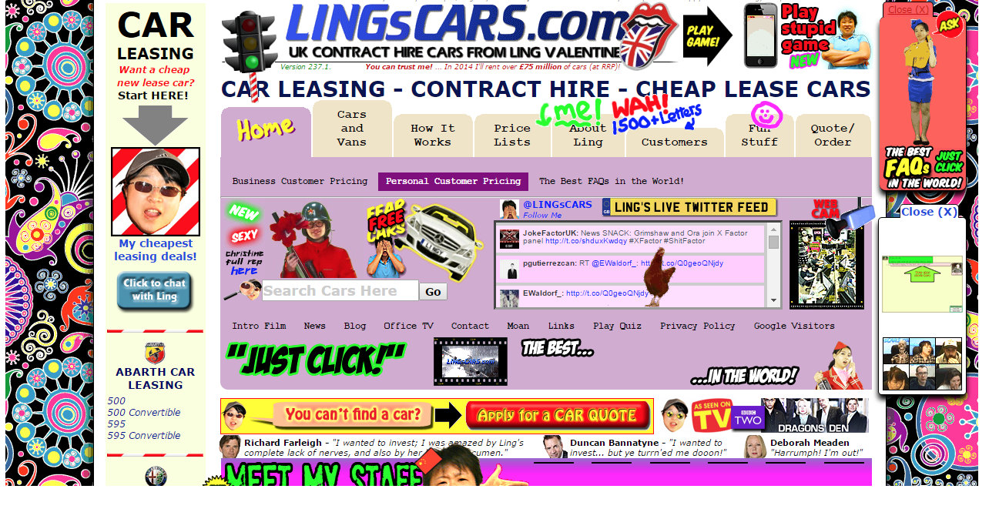 CAR
LEASING
Want a cheap
new lease car?
Start HERE!
My cheapest
leasing deals!
Click to chat
with Ling
ABARTH CAR
LEASING
500
500 Convertible
595
595 Convertible
LINGsCARS.com
UK CONTRACT HIRE CARS FROM LING VALENTINE
Version 237.1.
You can trust me! ... In 2014 I'll rent over £75 million of cars (at RRP)!
PLAY
GAME!
Play
stupid
game
NEW
CAR LEASING - CONTRACT HIRE - CHEAP LEASE CARS
me! WAH!
1500+Letters
Home
Cars
and
Vans
How It
Works
Price
Lists
About
Ling
Customers
Fun
Stuff
Quote/
Order
Business Customer Pricing
Personal Customer Pricing
The Best FAQs in the World!
NEW
SEXY
christine
full rep
here
FREE
@LINGsCARS
Follow Me
GB
LING'S LIVE TWITTER FEED
WEB
CAM
JokeFactorUK: News SNACK: Grimshaw and Ora join X Factor
panel http://t.co/shduxKwdqy #XFactor #ShitFactor
pgutierrezcan: RT @EWaldorf_: http://t.co/Q0geoQNjdy
EWaldorf_: http://t.co/Q0geoQNjdy
Search Cars Here
Go
Intro Film News Blog Office TV Contact Moan Links Play Quiz Privacy Policy Google Visitors
"JUST CLICK!"
LINGsCARS.com
THE BEST...
...IN THE WORLD!
You can't find a car?
Apply for a CAR QUOTE
AS SEEN ON
TV
BBC
TWO
DRAGONS DEN
Richard Farleigh - "I wanted to invest; I was amazed by Ling's
complete lack of nerves, and also by her
Duncan Bannatyne - "I wanted to
invest... but ye turrn'ed me dooon!
Deborah Meaden
"Harrumph! I'm out!"
MEET MY STAFF
Close (X)
ASK
THE BEST
FAQs
JUST
CLICK
IN THE WORLD!
Close (X)